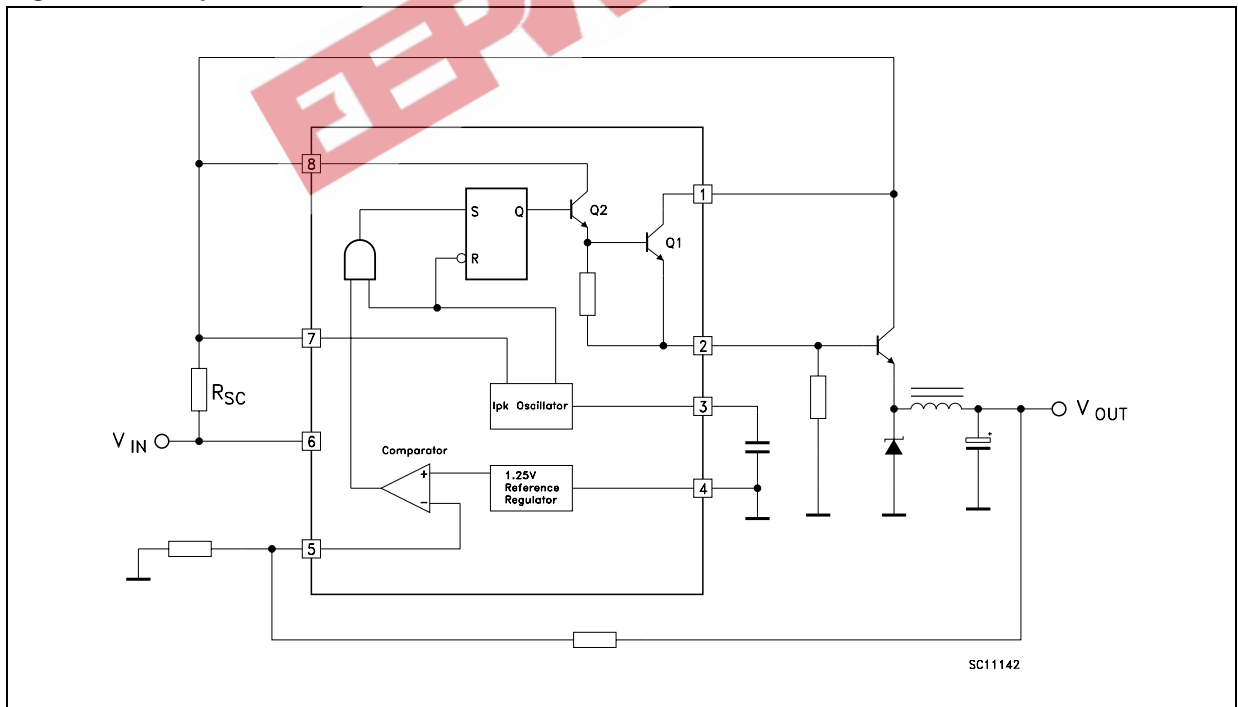 EEPW
8
1
S
Q
Q2
Q1
R
7
2
RSC
Ipk Oscillator
3
VIN
6
VOUT
+
Comparator
+
−
1.25V
Reference
Regulator
4
5
SC11142